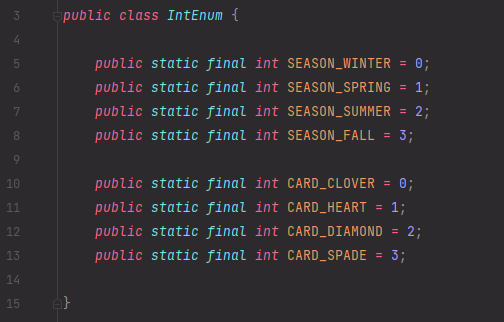 3 public class IntEnum {
4
5 public static final int SEASON_WINTER = 0;
6 public static final int SEASON_SPRING = 1;
7 public static final int SEASON_SUMMER = 2;
8 public static final int SEASON_FALL = 3;
9
10 public static final int CARD_CLOVER = 0;
11 public static final int CARD_HEART = 1;
12 public static final int CARD_DIAMOND = 2;
13 public static final int CARD_SPADE = 3;
14
15 }